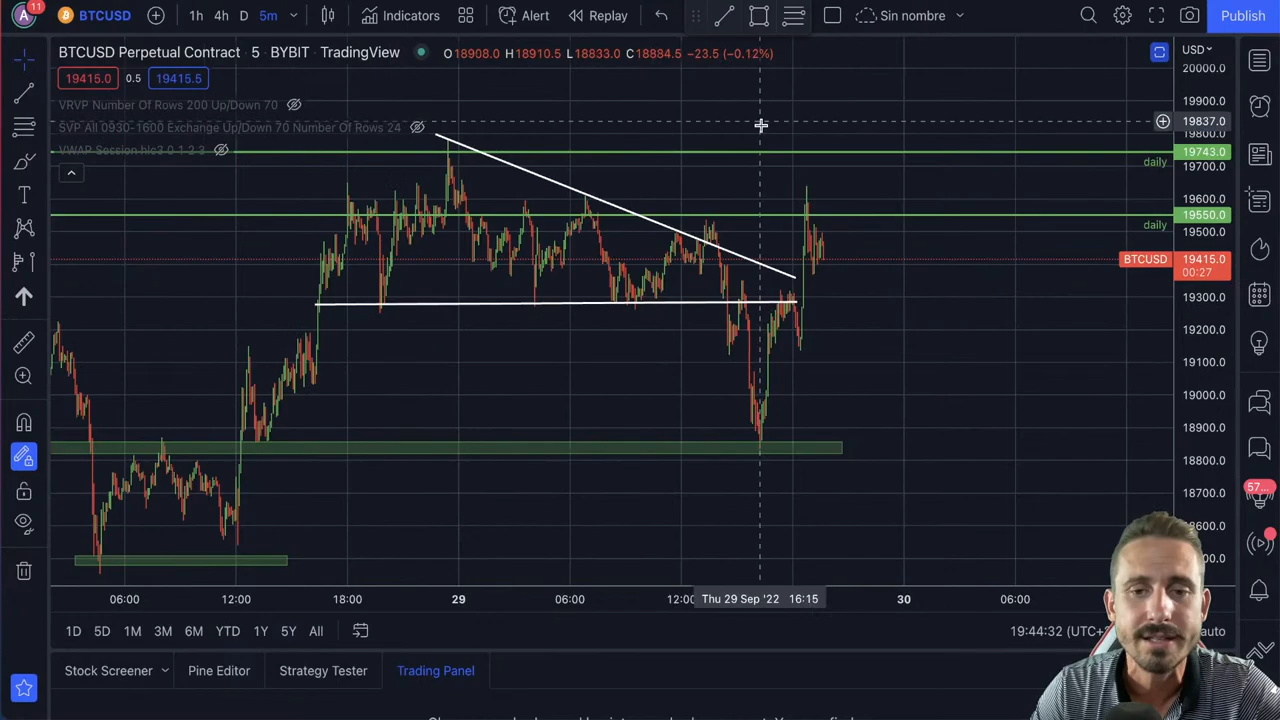 A 11 BTCUSD 1h 4h D 5m Indicators Alert Replay Sin nombre Publish
BTCUSD Perpetual Contract · 5 · BYBIT · TradingView O18908.0 H18910.5 L18833.0 C18884.5 −23.5 (−0.12%) USD
19415.0 0.5 19415.5
VRVP Number Of Rows 200 Up/Down 70
SVP All 0930-1600 Exchange Up/Down 70 Number Of Rows 24
VWAP Session hlc3 0 1 2 3
20000.0
19900.0
19837.0
19800.0
19743.0
daily
19700.0
19600.0
19550.0
daily
19500.0
BTCUSD 19415.0
00:27
19300.0
19200.0
19100.0
19000.0
18900.0
18800.0
18700.0
18600.0
57...
06:00 12:00 18:00 29 06:00 12:00 Thu 29 Sep '22 16:15 30 06:00
1D 5D 1M 3M 6M YTD 1Y 5Y All 19:44:32 (UTC+ auto
Stock Screener Pine Editor Strategy Tester Trading Panel